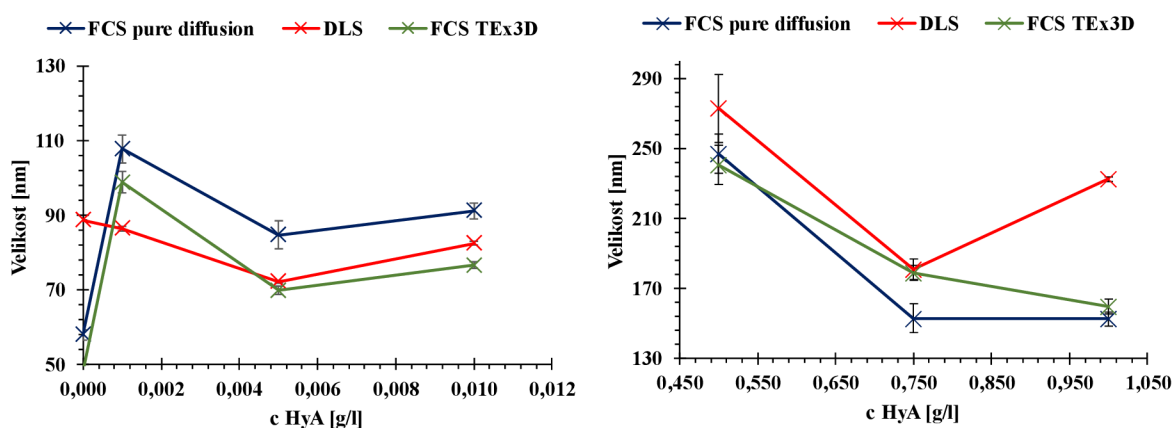 FCS pure diffusion DLS FCS TEx3D
Velikost [nm]
130
110
90
70
50
0,000 0,002 0,004 0,006 0,008 0,010 0,012
c HyA [g/l]
FCS pure diffusion DLS FCS TEx3D
Velikost [nm]
290
250
210
170
130
0,450 0,550 0,650 0,750 0,850 0,950 1,050
c HyA [g/l]